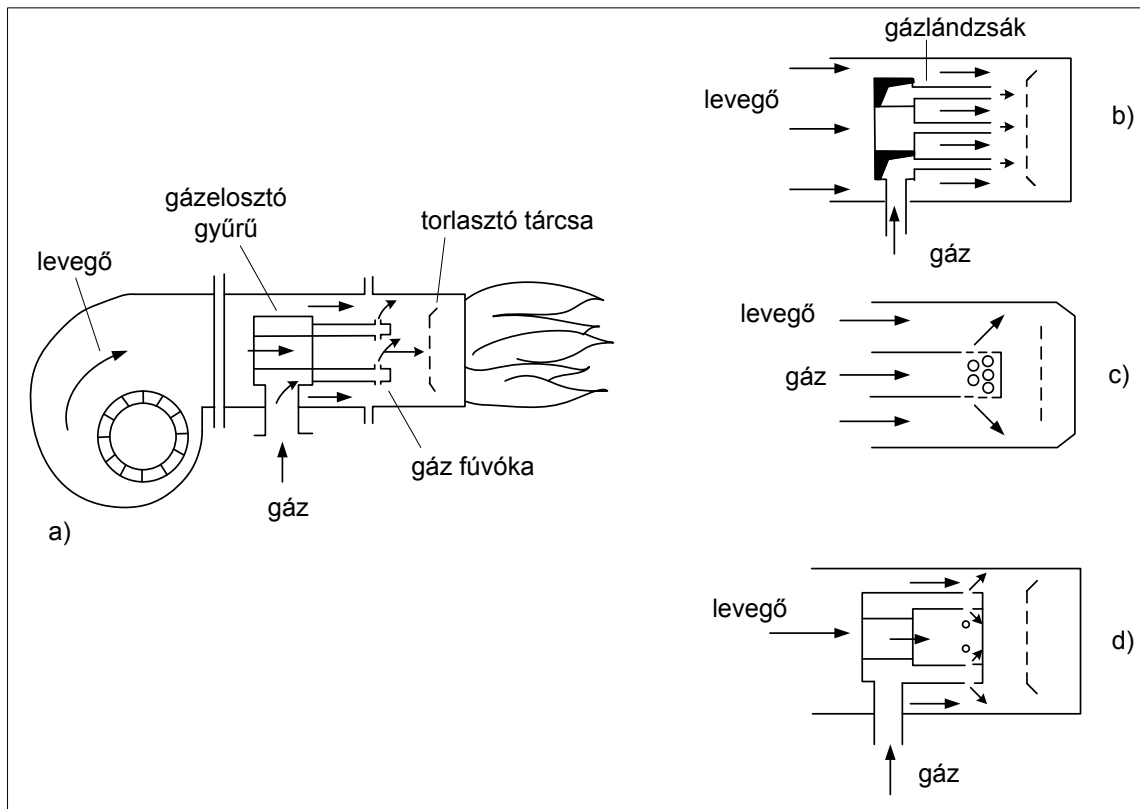 levegő
gázelosztó
gyűrű
torlasztó tárcsa
gáz fúvóka
gáz
a)
gázlándzsák
levegő
b)
gáz
levegő
gáz
c)
levegő
d)
gáz